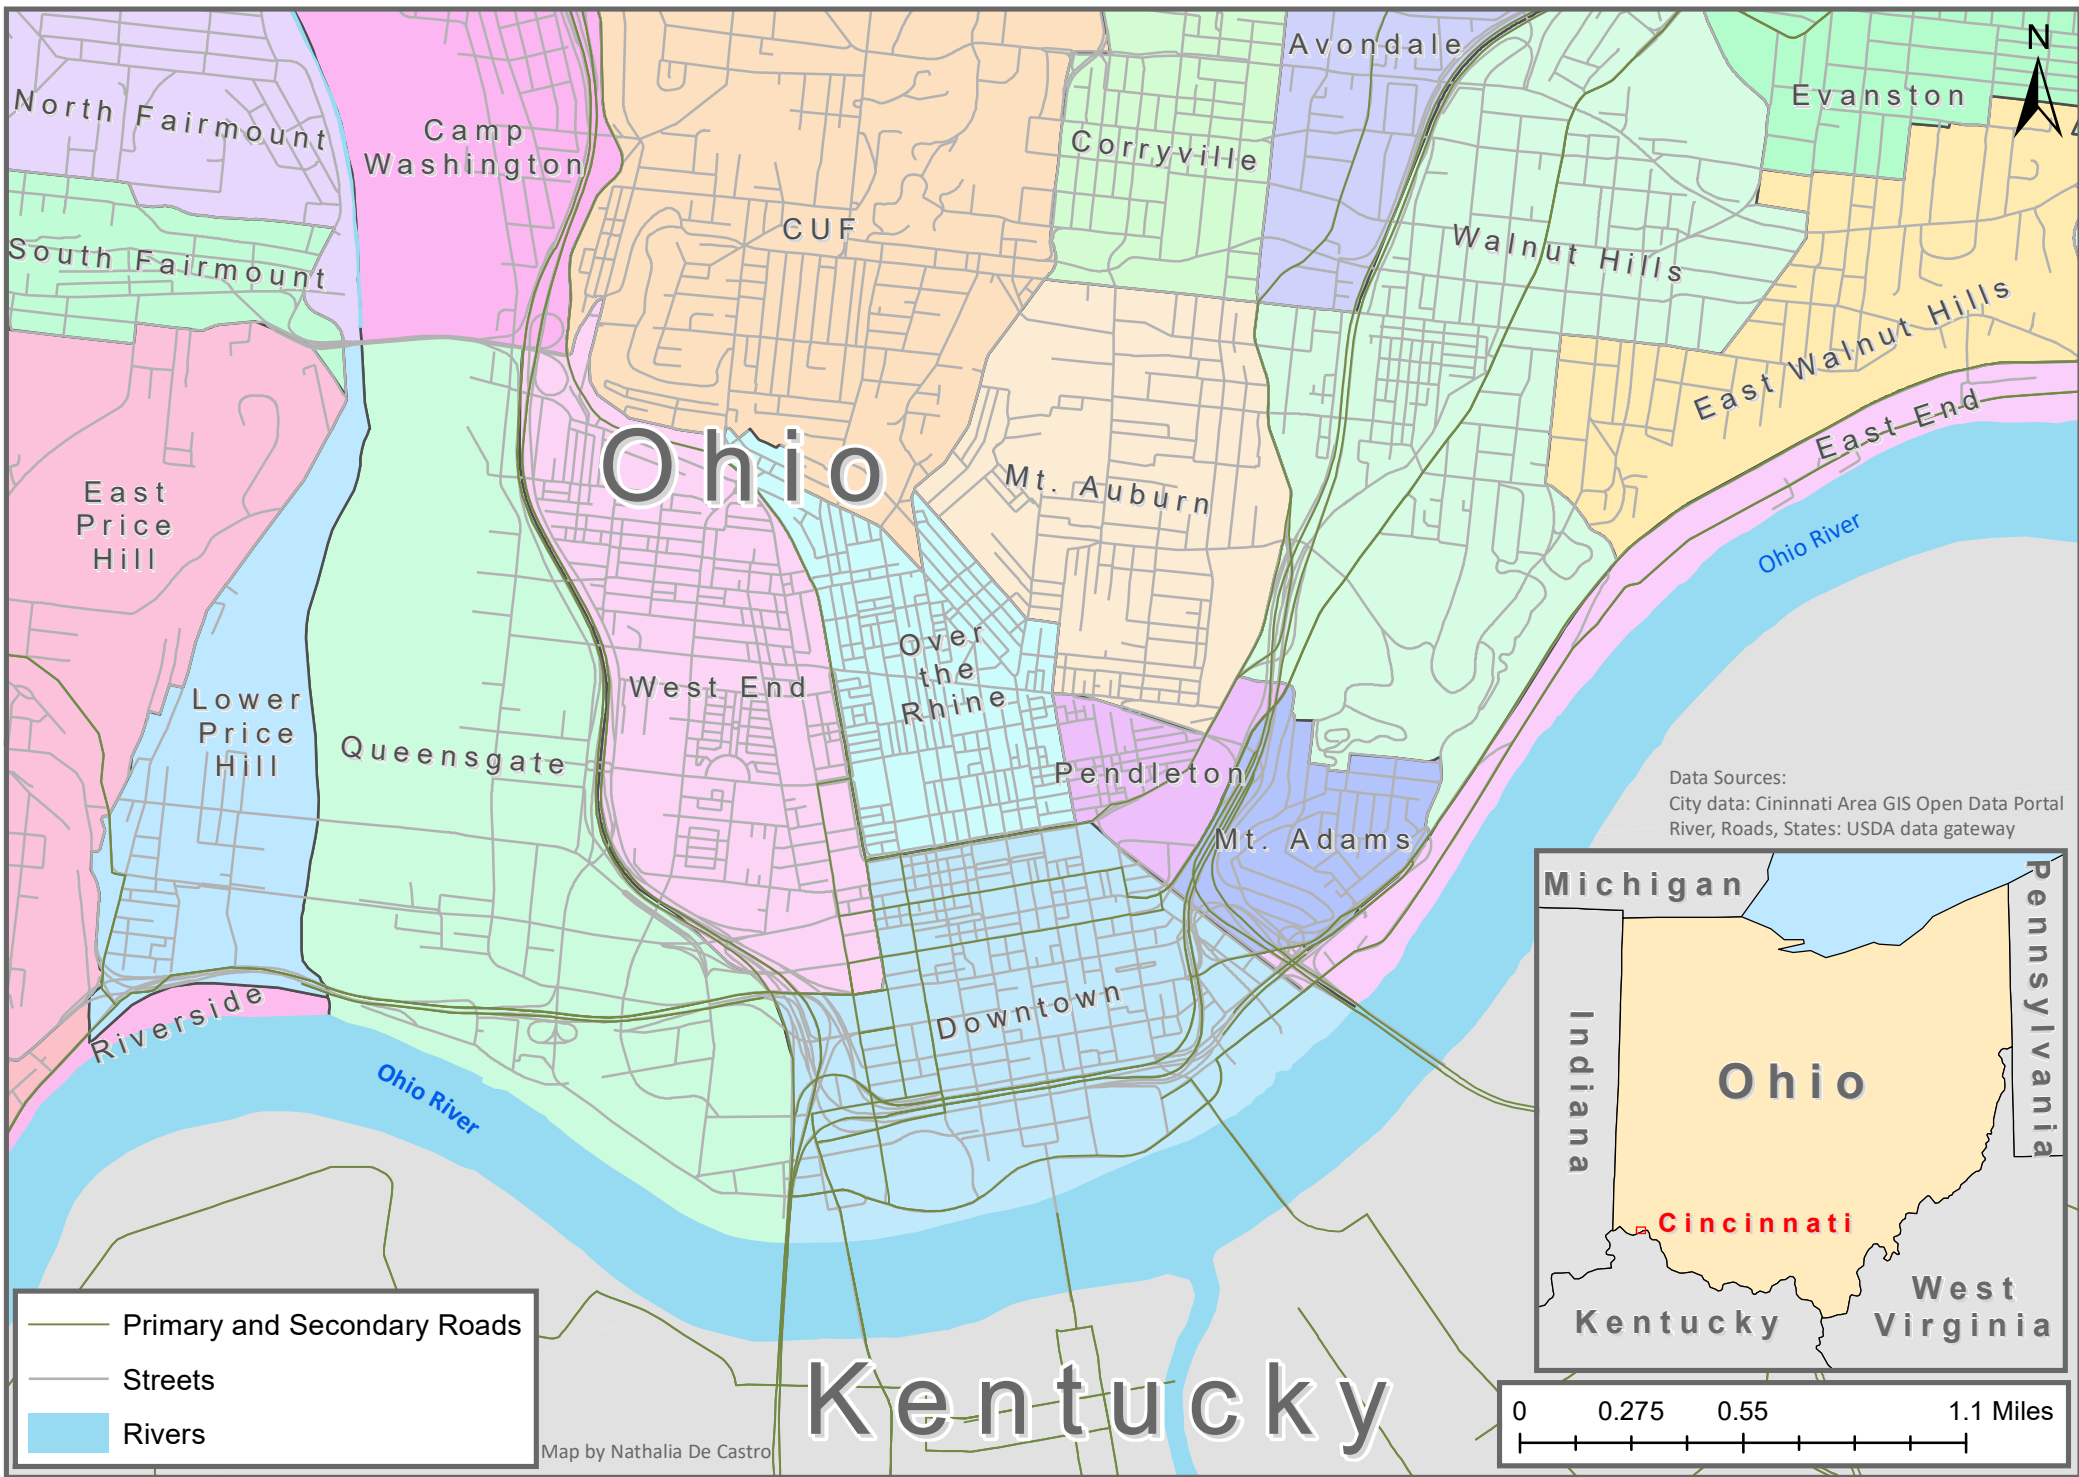 Avondale
N
Evanston
North Fairmount
Camp
Washington
Corryville
CUF
Walnut Hills
South Fairmount
East Walnut Hills
East End
Ohio
Mt. Auburn
East
Price
Hill
Ohio River
Over
the
Rhine
West End
Lower
Price
Hill
Queensgate
Pendleton
Mt. Adams
Data Sources:
City data: Cininnati Area GIS Open Data Portal
River, Roads, States: USDA data gateway
Riverside
Downtown
Ohio River
Michigan
Pennsylvania
Indiana
Ohio
Cincinnati
West
Virginia
Kentucky
Primary and Secondary Roads
Streets
Rivers
Map by Nathalia De Castro
Kentucky
0 0.275 0.55 1.1 Miles